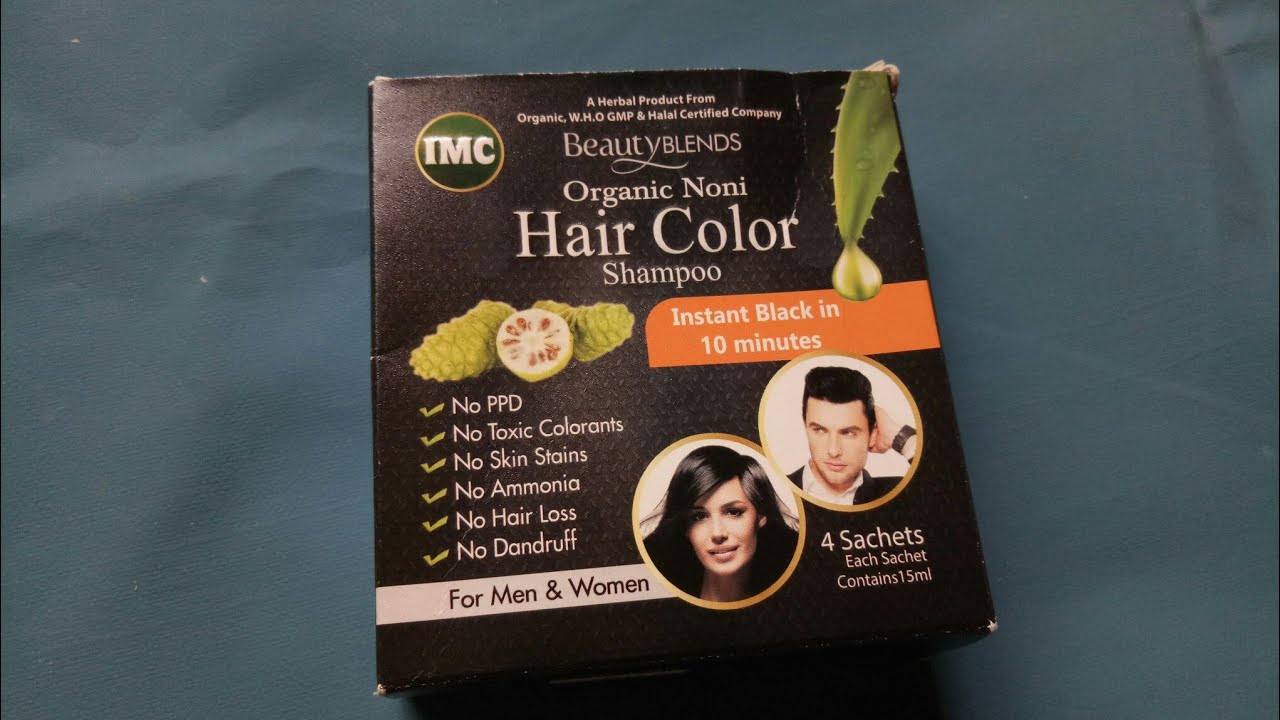 A Herbal Product From
Organic, W.H.O GMP & Halal Certified Company
IMC
BeautyBLENDS
Organic Noni
Hair Color
Shampoo
Instant Black in
10 minutes
No PPD
No Toxic Colorants
No Skin Stains
No Ammonia
No Hair Loss
No Dandruff
For Men & Women
4 Sachets
Each Sachet
Contains15ml